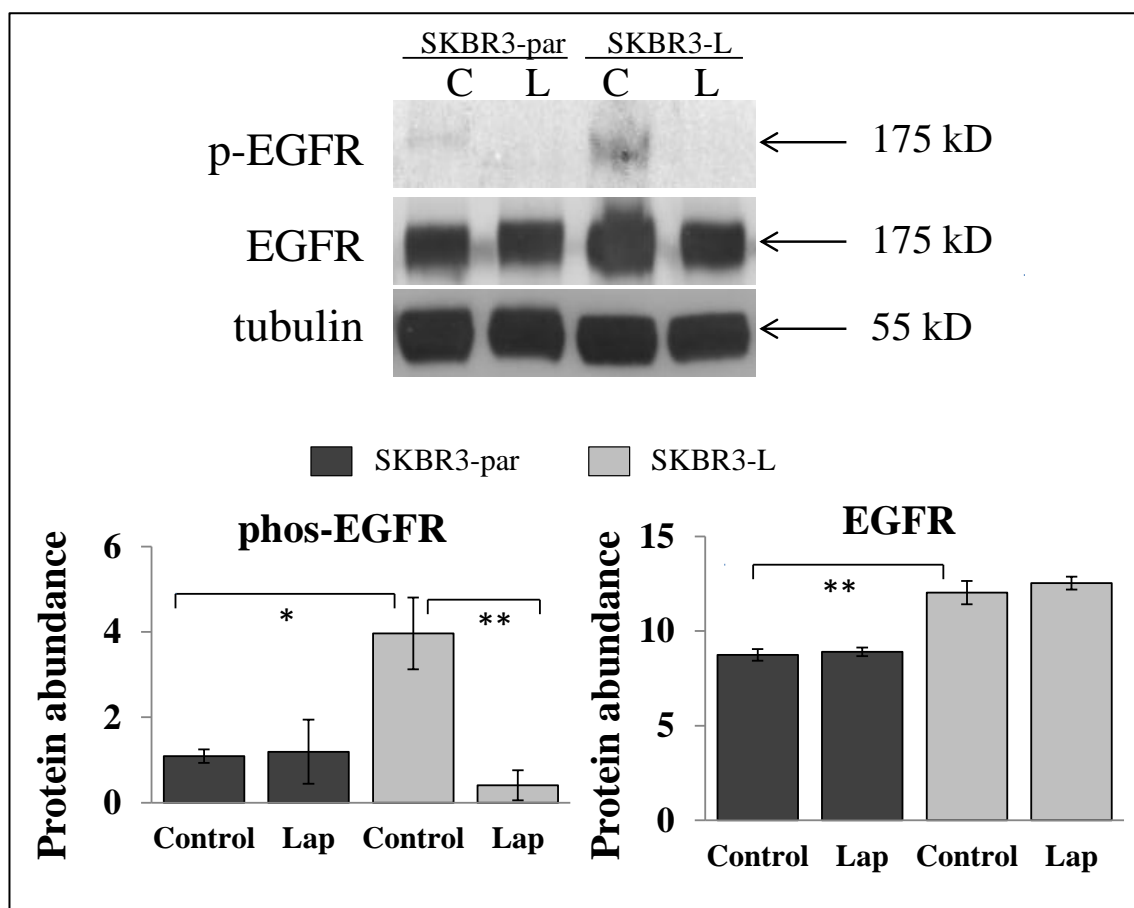 SKBR3-par SKBR3-L
C L C L
p-EGFR 175 kD
EGFR 175 kD
tubulin 55 kD
SKBR3-par SKBR3-L
phos-EGFR
Protein abundance
6
4
2
0
* **
Control Lap Control Lap
EGFR
Protein abundance
15
10
5
0
**
Control Lap Control Lap